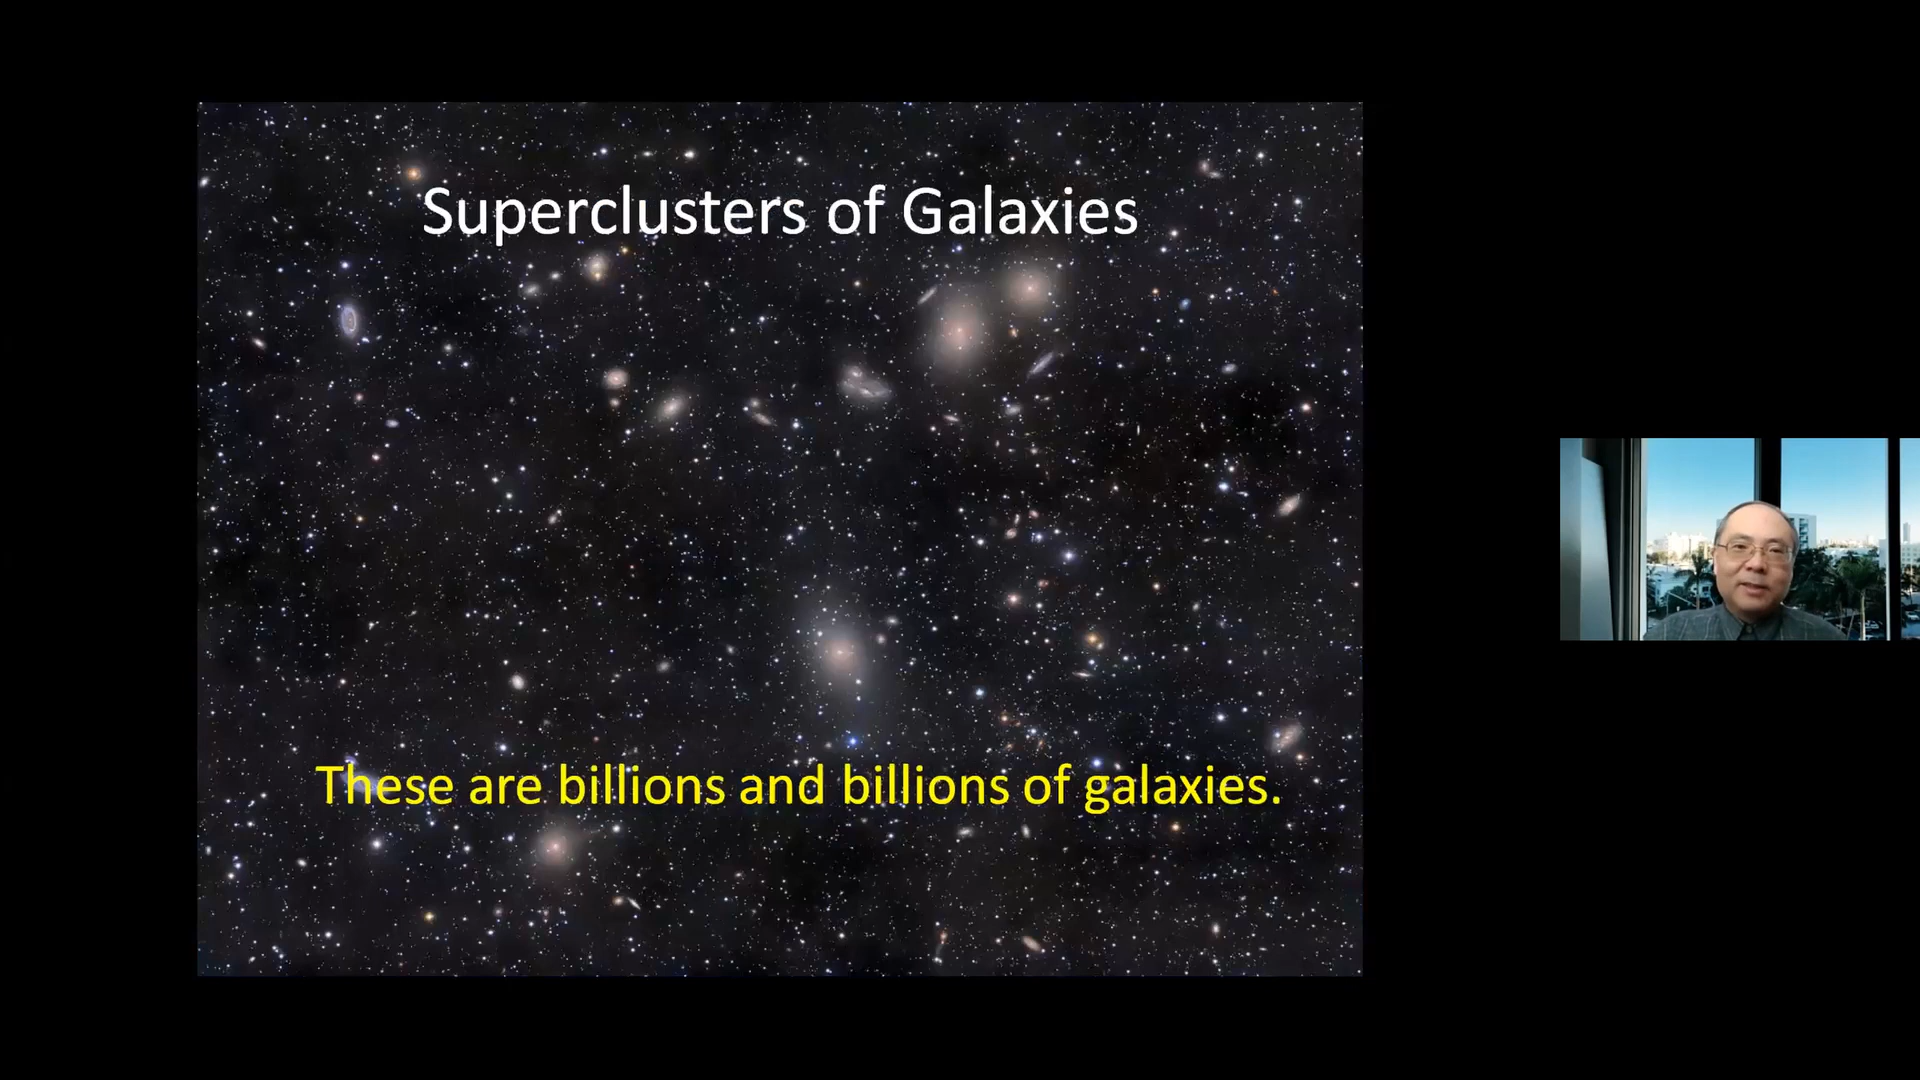 Superclusters of Galaxies
These are billions and billions of galaxies.